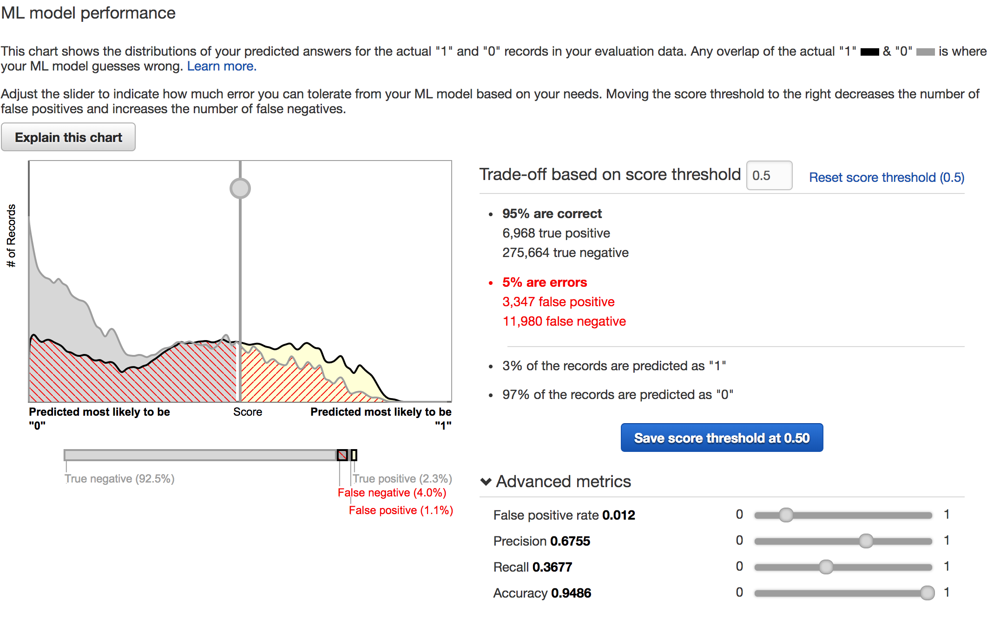 ML model performance
This chart shows the distributions of your predicted answers for the actual "1" and "0" records in your evaluation data. Any overlap of the actual "1" & "0" is where
your ML model guesses wrong. Learn more.
Adjust the slider to indicate how much error you can tolerate from your ML model based on your needs. Moving the score threshold to the right decreases the number of
false positives and increases the number of false negatives.
Explain this chart
# of Records
Predicted most likely to be
"0"
Score
Predicted most likely to be
"1"
True negative (92.5%)
True positive (2.3%)
False negative (4.0%)
False positive (1.1%)
Trade-off based on score threshold 0.5 Reset score threshold (0.5)
• 95% are correct
6,968 true positive
275,664 true negative
• 5% are errors
3,347 false positive
11,980 false negative
• 3% of the records are predicted as "1"
• 97% of the records are predicted as "0"
Save score threshold at 0.50
Advanced metrics
False positive rate 0.012 0 1
Precision 0.6755 0 1
Recall 0.3677 0 1
Accuracy 0.9486 0 1